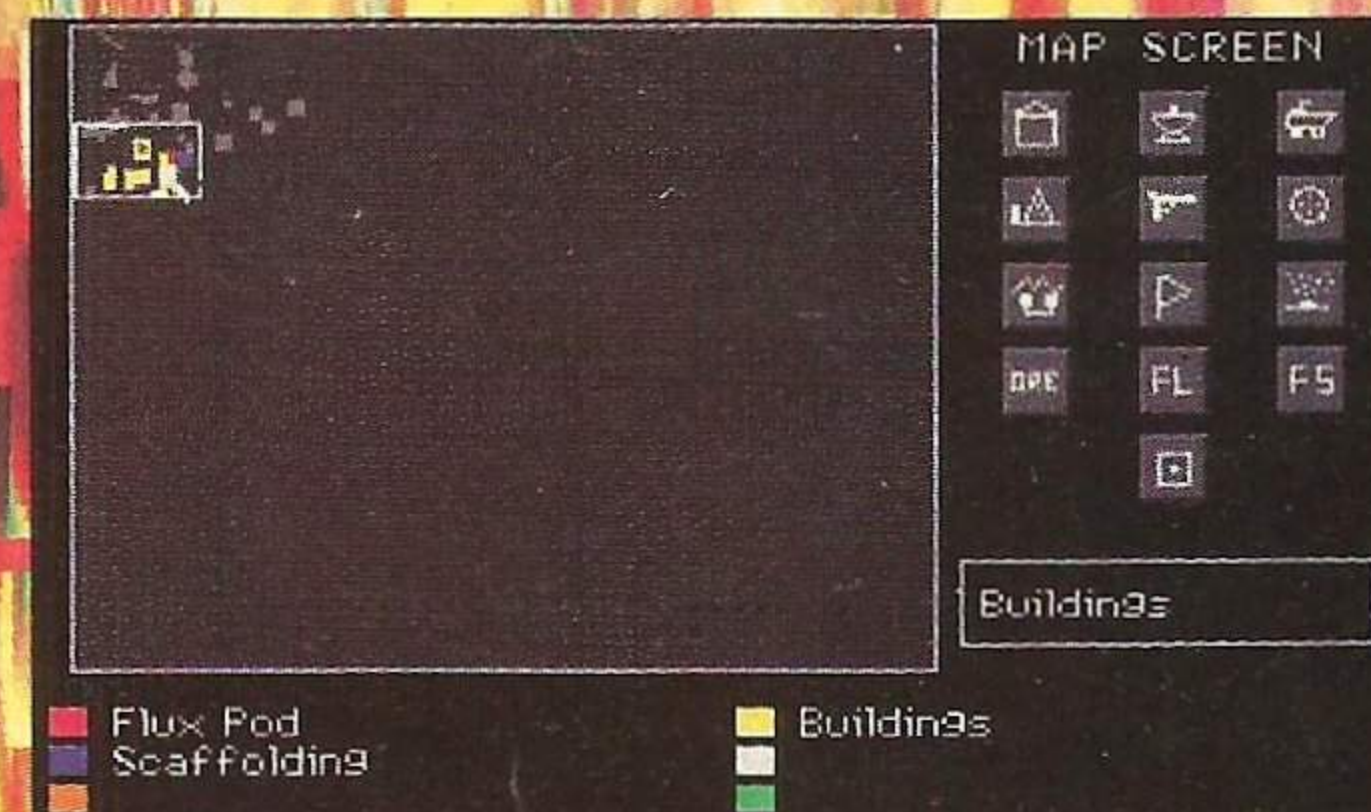 MAP SCREEN
ORE FL FS
Buildings
Flux Pod
Buildings
Scaffolding